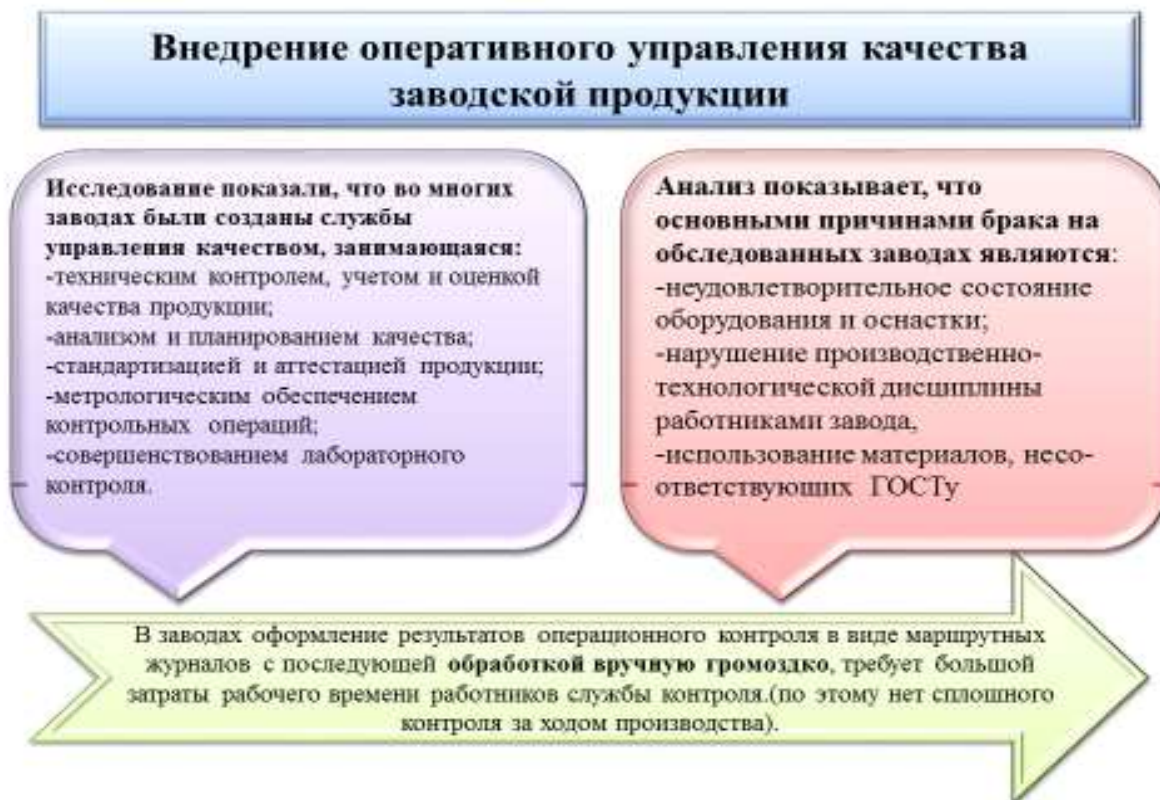 Внедрение оперативного управления качества
заводской продукции
Исследование показали, что во многих
заводах были созданы службы
управления качеством, занимающаяся:
-техническим контролем, учетом и оценкой
качества продукции;
-анализом и планированием качества;
-стандартизацией и аттестацией продукции;
-метрологическим обеспечением
контрольных операций;
-совершенствованием лабораторного
контроля.
Анализ показывает, что
основными причинами брака на
обследованных заводах являются:
-неудовлетворительное состояние
оборудования и оснастки;
-нарушение производственно-
технологической дисциплины
работниками завода,
-использование материалов, несо-
ответствующих ГОСТу
В заводах оформление результатов операционного контроля в виде маршрутных
журналов с последующей обработкой вручную громоздко, требует большой
затраты рабочего времени работников службы контроля.(по этому нет сплошного
контроля за ходом производства).